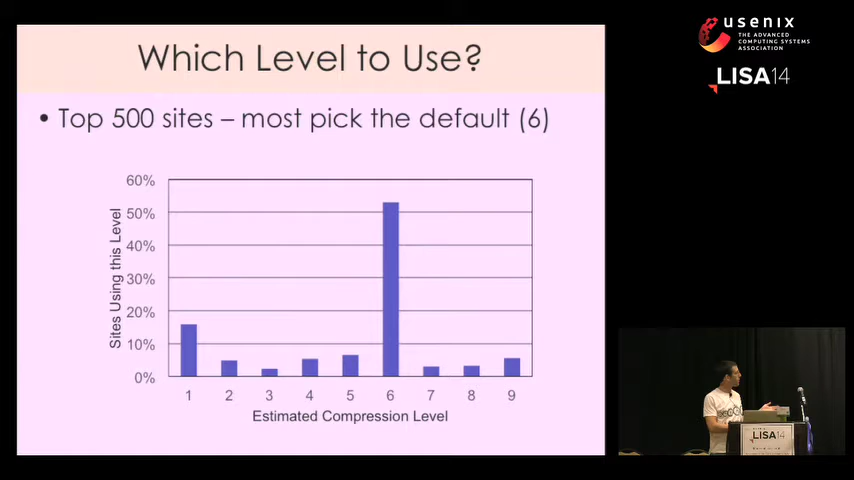 Which Level to Use?
• Top 500 sites – most pick the default (6)
60%
50%
40%
30%
20%
10%
0%
Sites Using this Level
1 2 3 4 5 6 7 8 9
Estimated Compression Level
usenix
THE ADVANCED
COMPUTING SYSTEMS
ASSOCIATION
LISA14
LISA14